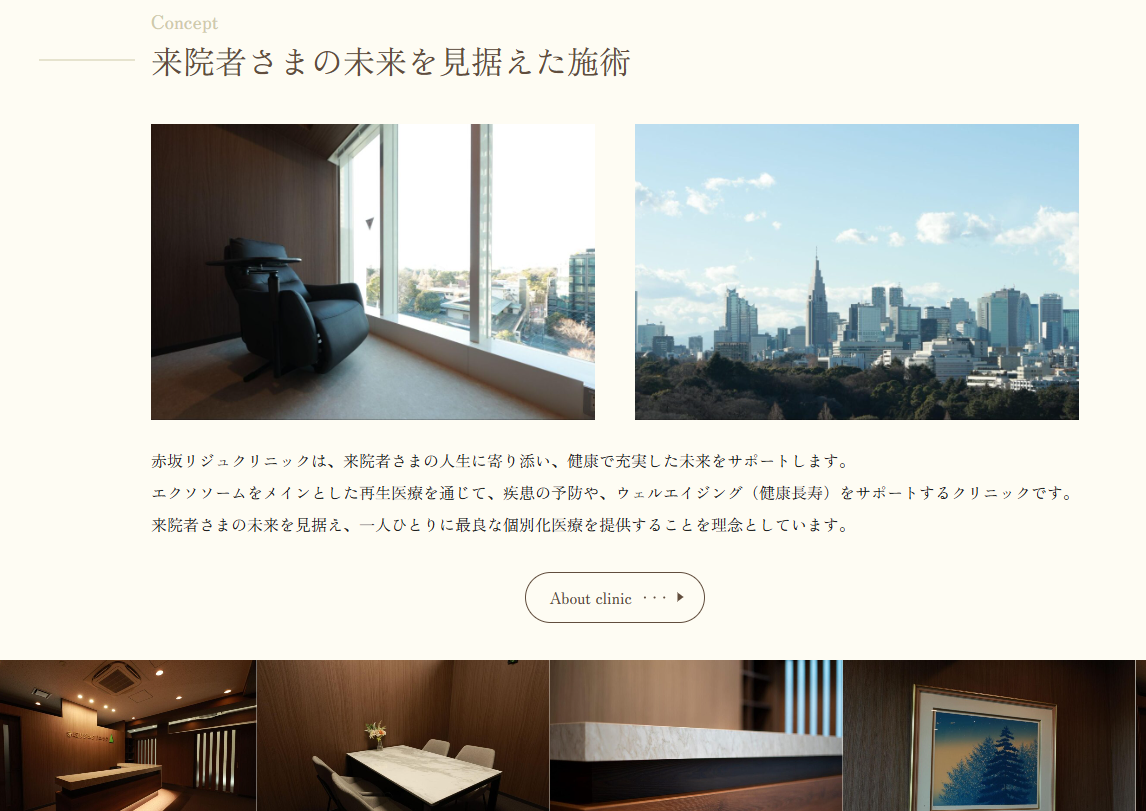 Concept
来院者さまの未来を見据えた施術
赤坂リジュクリニックは、来院者さまの人生に寄り添い、健康で充実した未来をサポートします。
エクソソームをメインとした再生医療を通じて、疾患の予防や、ウェルエイジング（健康長寿）をサポートするクリニックです。
来院者さまの未来を見据え、一人ひとりに最良な個別化医療を提供することを理念としています。
About clinic